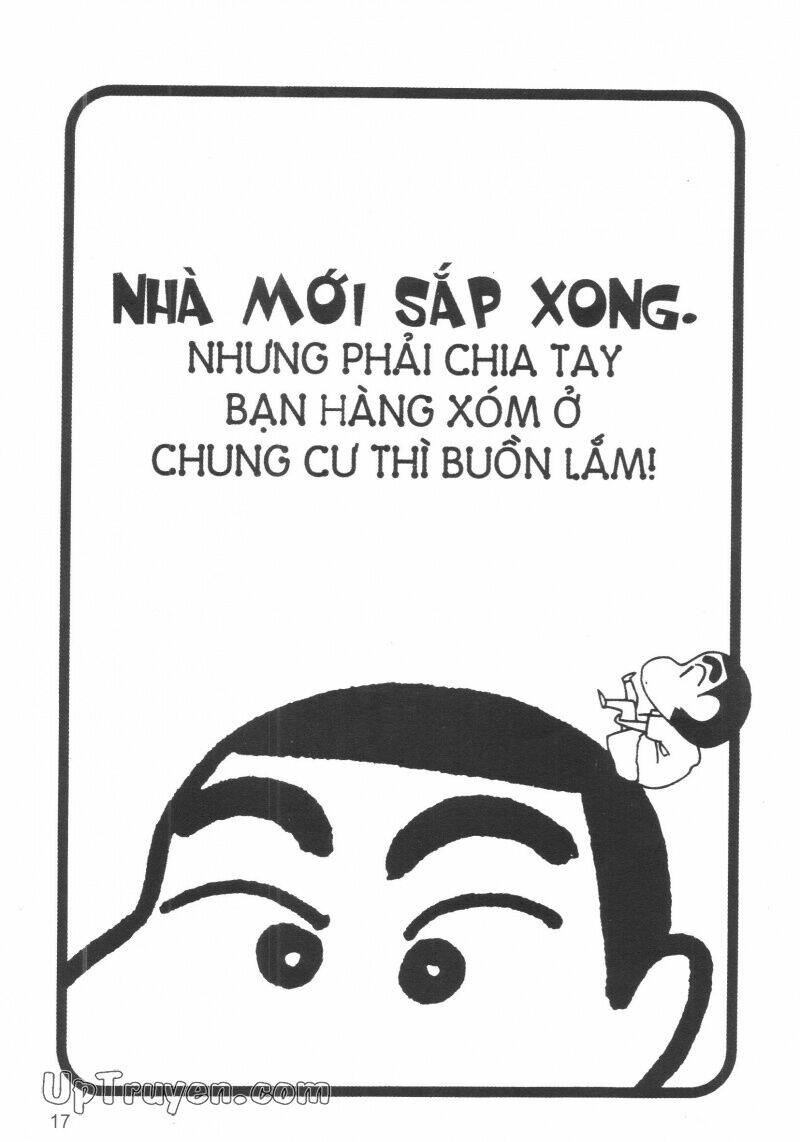 NHÀ MỚI SẮP XONG.
NHƯNG PHẢI CHIA TAY
BẠN HÀNG XÓM Ở
CHUNG CƯ THÌ BUỒN LẮM!
UpTruyen.com
17